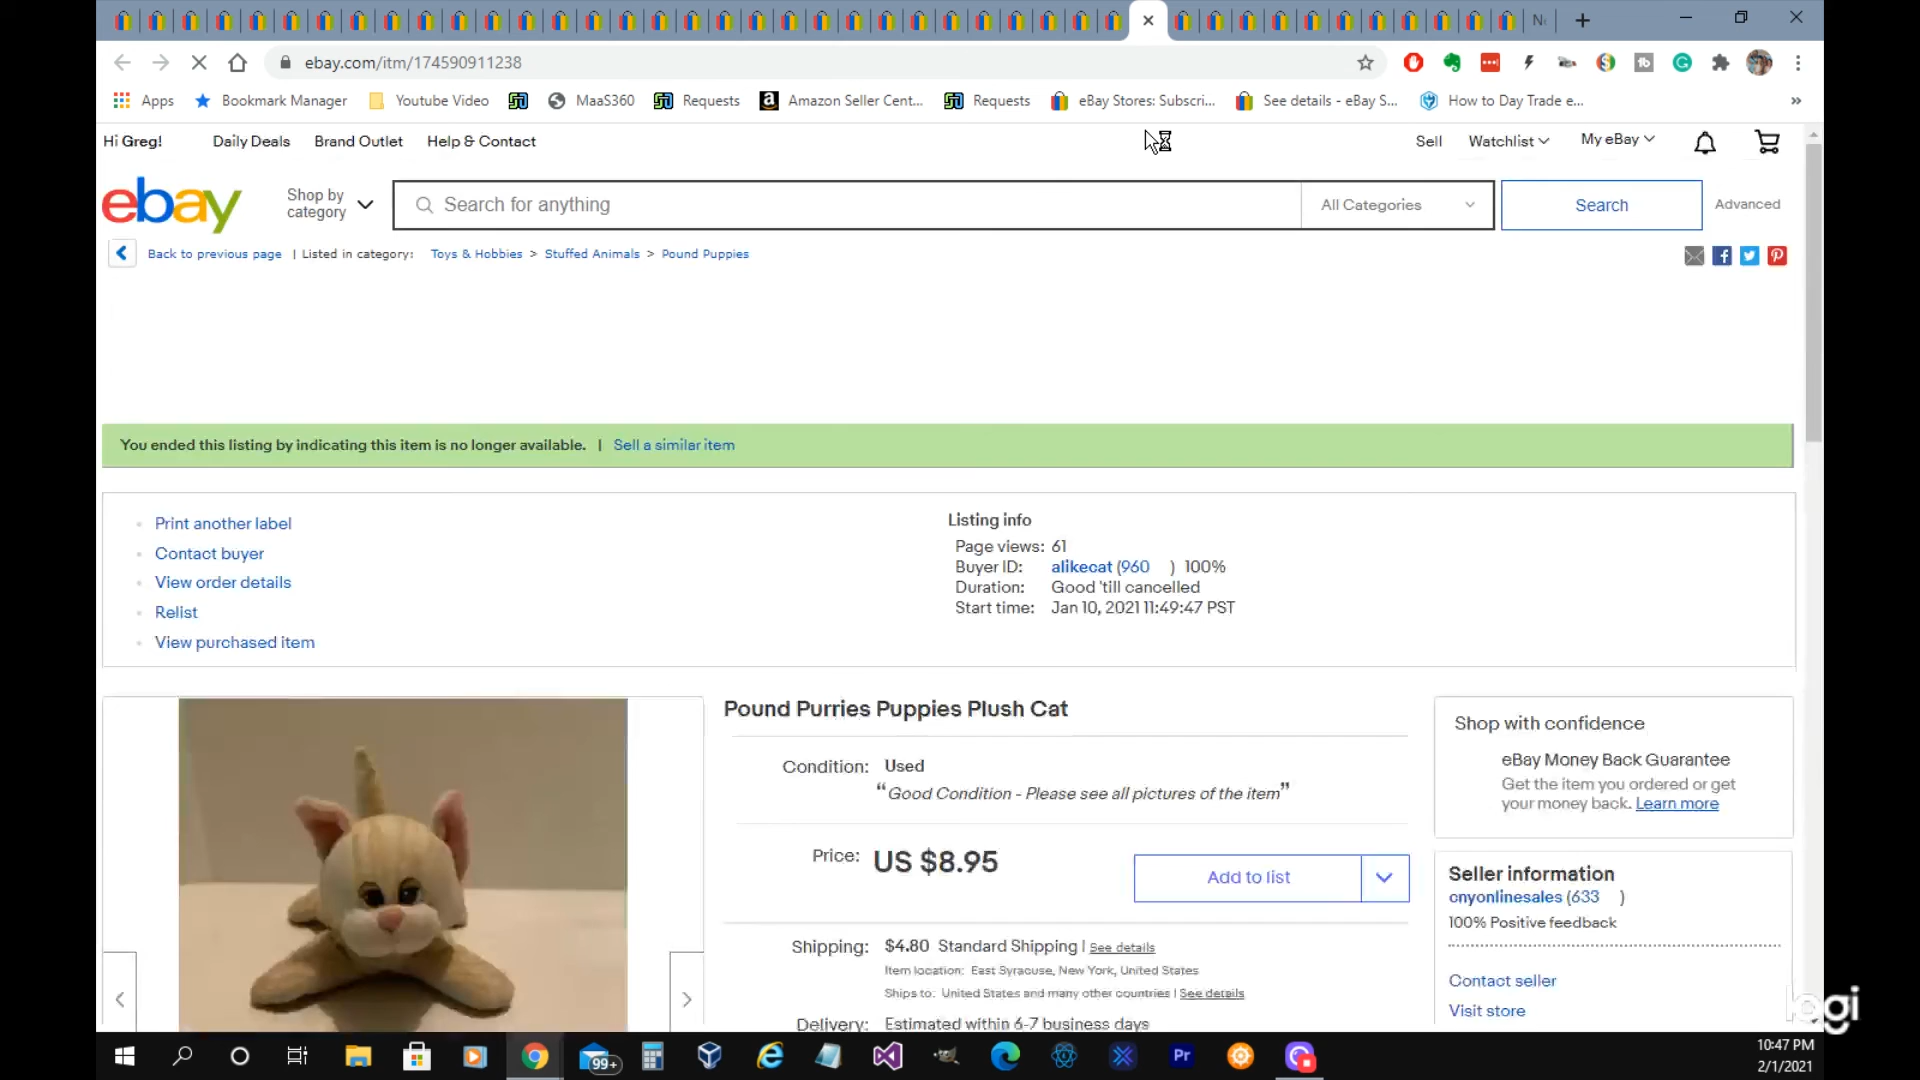 ebay.com/itm/174590911238
Apps Bookmark Manager Youtube Video MaaS360 Requests Amazon Seller Cent... Requests eBay Stores: Subscri... See details - eBay S... How to Day Trade e... »
Hi Greg! Daily Deals Brand Outlet Help & Contact Sell Watchlist My eBay
ebay Shop by category Search for anything All Categories Search Advanced
Back to previous page | Listed in category: Toys & Hobbies > Stuffed Animals > Pound Puppies
You ended this listing by indicating this item is no longer available. | Sell a similar item
Print another label
Contact buyer
View order details
Relist
View purchased item
Listing info
Page views: 61
Buyer ID: alikecat (960 ) 100%
Duration: Good 'till cancelled
Start time: Jan 10, 2021 11:49:47 PST
Pound Purries Puppies Plush Cat
Condition: Used
“Good Condition - Please see all pictures of the item”
Price: US $8.95
Add to list
Shipping: $4.80 Standard Shipping | See details
Item location: East Syracuse, New York, United States
Ships to: United States and many other countries | See details
Delivery: Estimated within 6-7 business days
Shop with confidence
eBay Money Back Guarantee
Get the item you ordered or get
your money back. Learn more
Seller information
cnyonlinesales (633 )
100% Positive feedback
Contact seller
Visit store
logi
99+
Pr
10:47 PM
2/1/2021